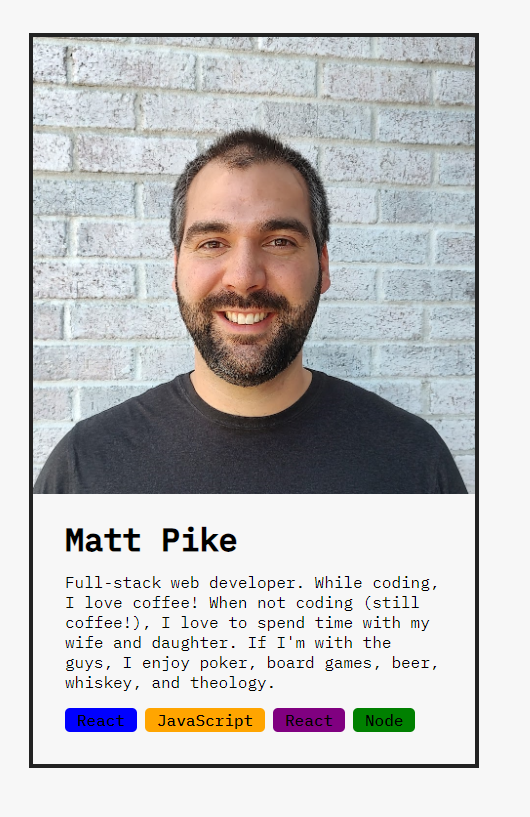 Matt Pike
Full-stack web developer. While coding,
I love coffee! When not coding (still
coffee!), I love to spend time with my
wife and daughter. If I'm with the
guys, I enjoy poker, board games, beer,
whiskey, and theology.
React JavaScript React Node